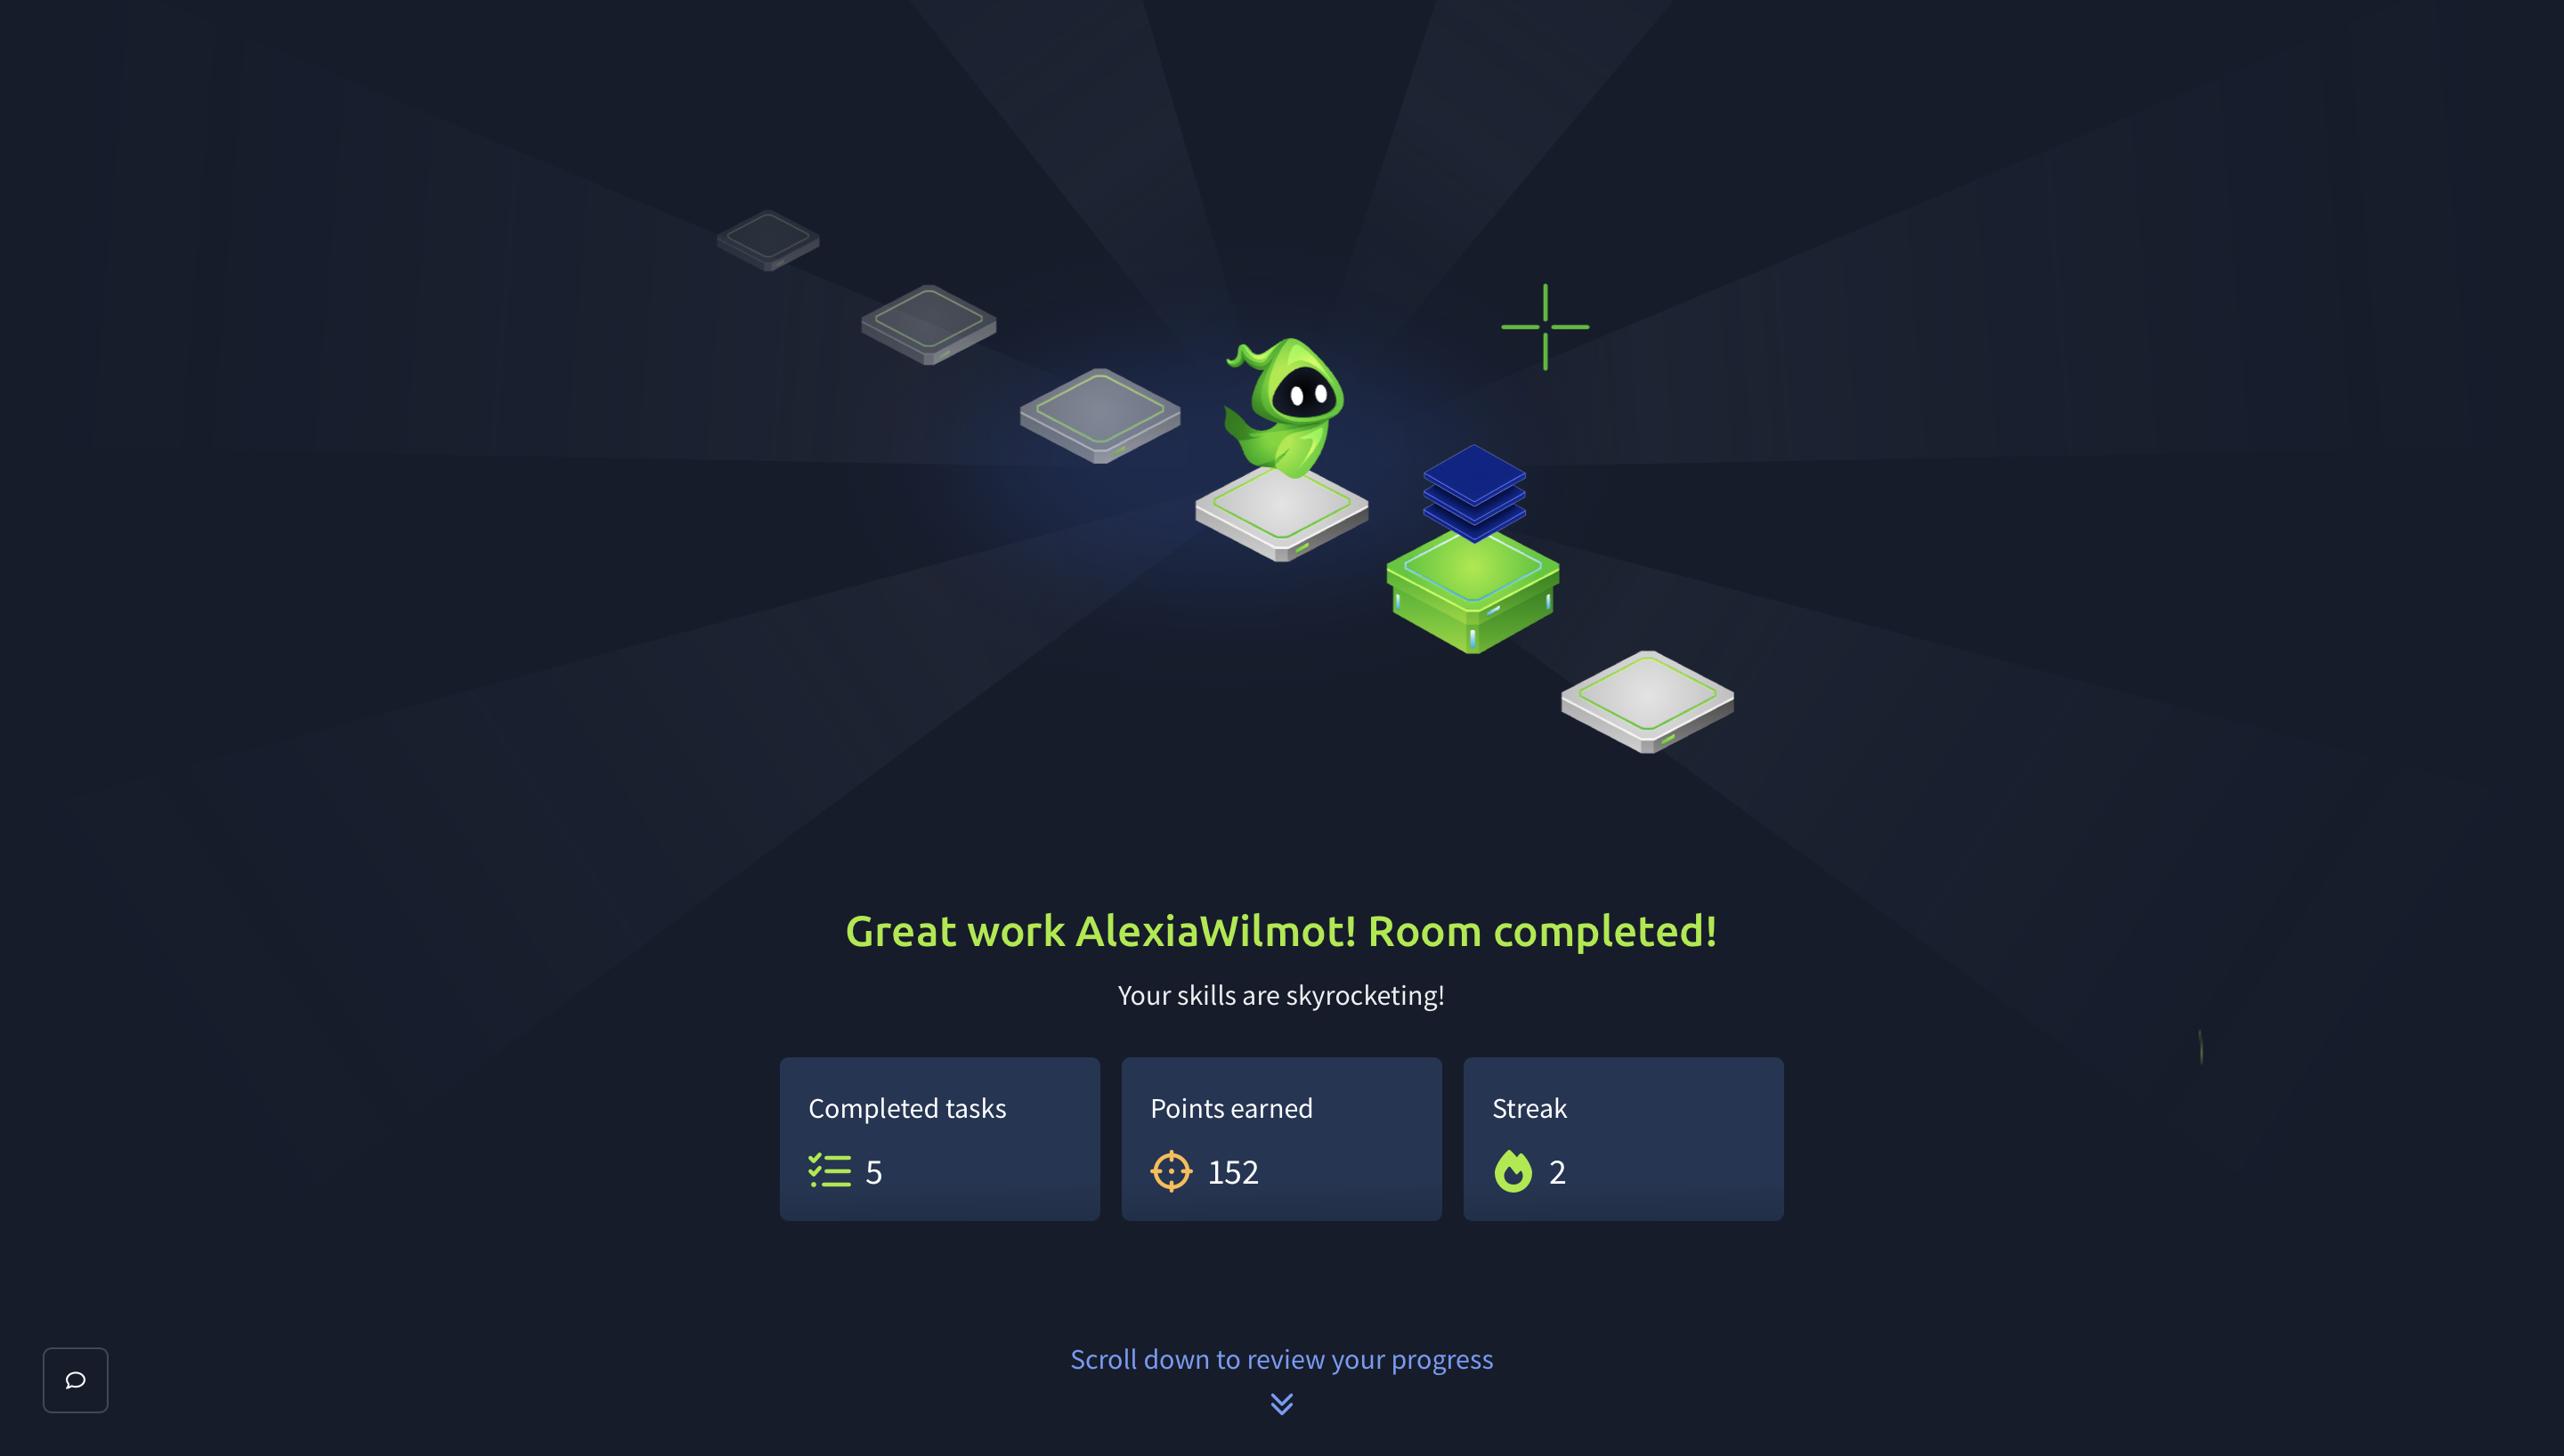 Great work AlexiaWilmot! Room completed!
Your skills are skyrocketing!
Completed tasks
5
Points earned
152
Streak
2
Scroll down to review your progress